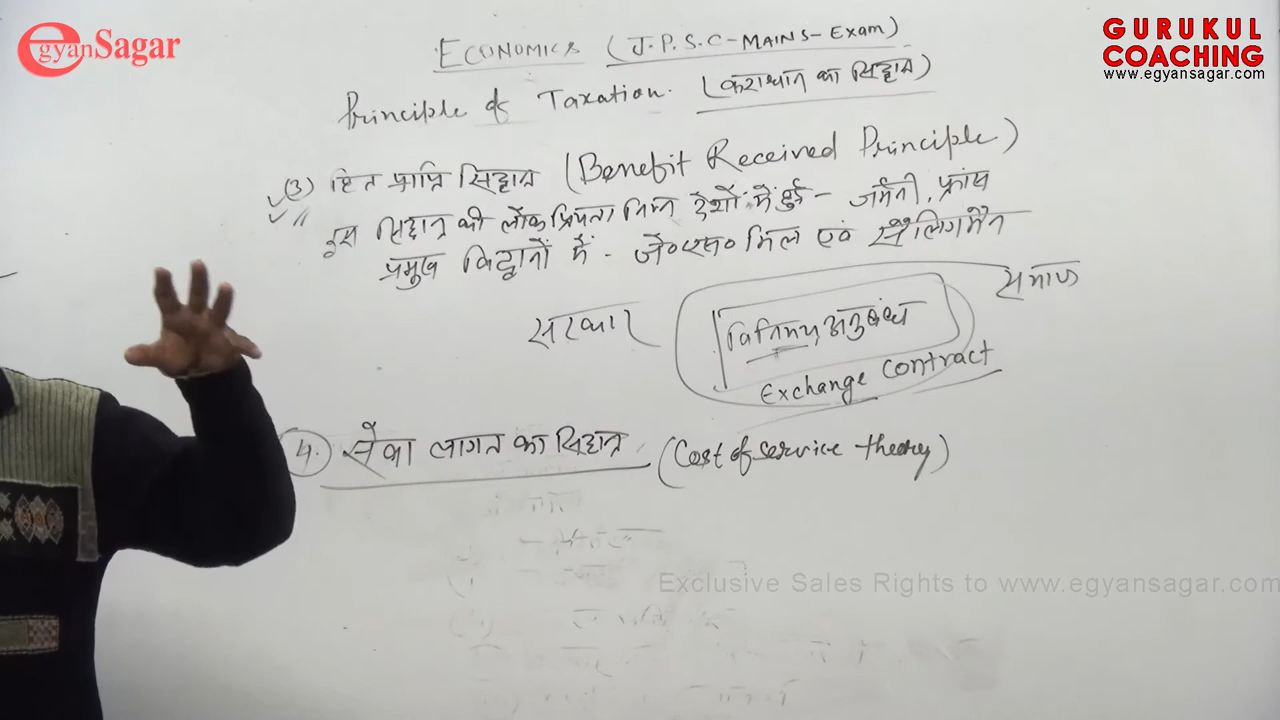 egyanSagar
GURUKUL
COACHING
www.egyansagar.com
ECONOMICS (J.P.S.C-MAINS-Exam)
Principle of Taxation. (कराधान का सिद्धान्त)
(3) हित प्राप्ति सिद्धान्त (Benefit Received Principle)
इस सिद्धान्त की लोकप्रियता निम्न देशों में हुई - जर्मनी, फ्रांस
प्रमुख विद्वानों में - जे०एस० मिल एवं सैलिगमैन
सरकार विनिमय अनुबंध समाज
Exchange contract
4. सेवा लागत का सिद्धान्त (Cost of service theory)
Exclusive Sales Rights to www.egyansagar.com